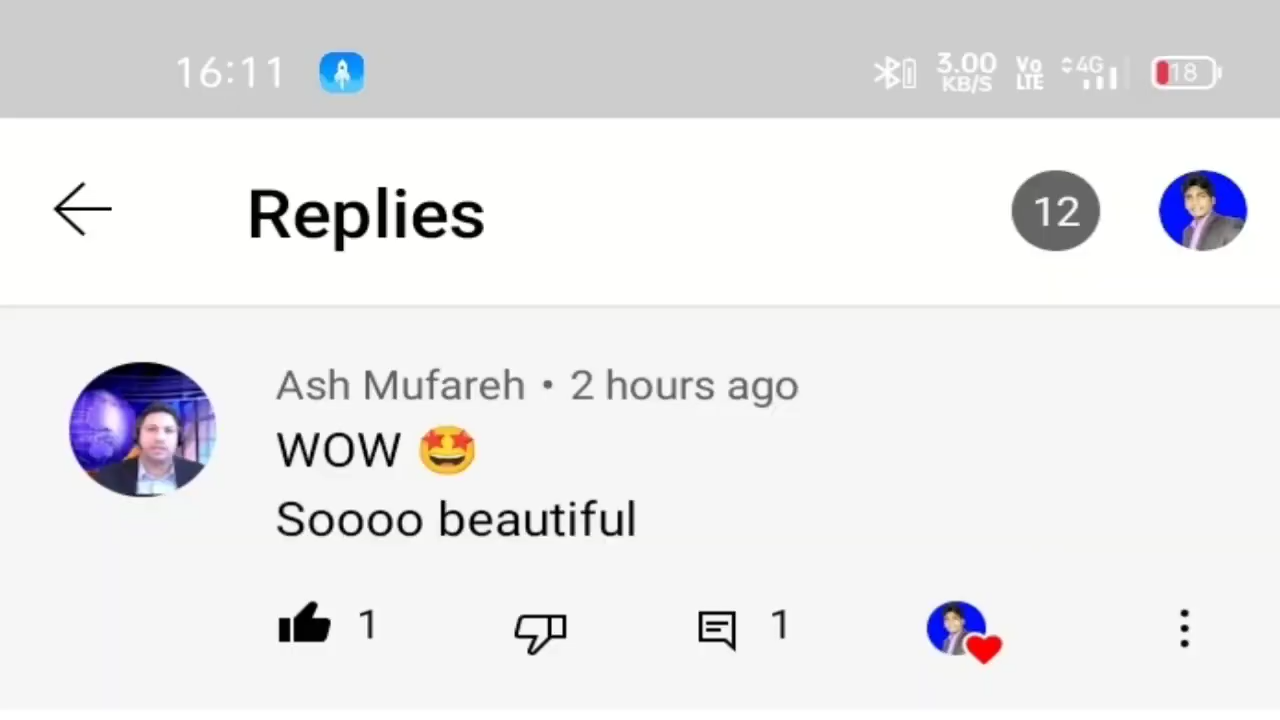 16:11 3.00 KB/S Vo LTE 4G 18
Replies 12
Ash Mufareh • 2 hours ago
WOW 🤩
Soooo beautiful
1 1